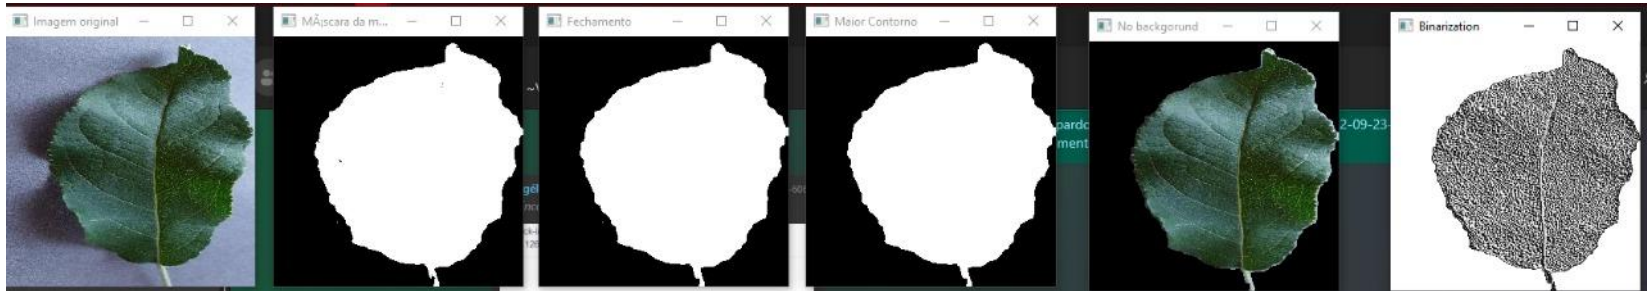 Imagem original
MÃ¡scara da m...
Fechamento
Maior Contorno
No backgorund
Binarization
pardo
ment
2-09-23-